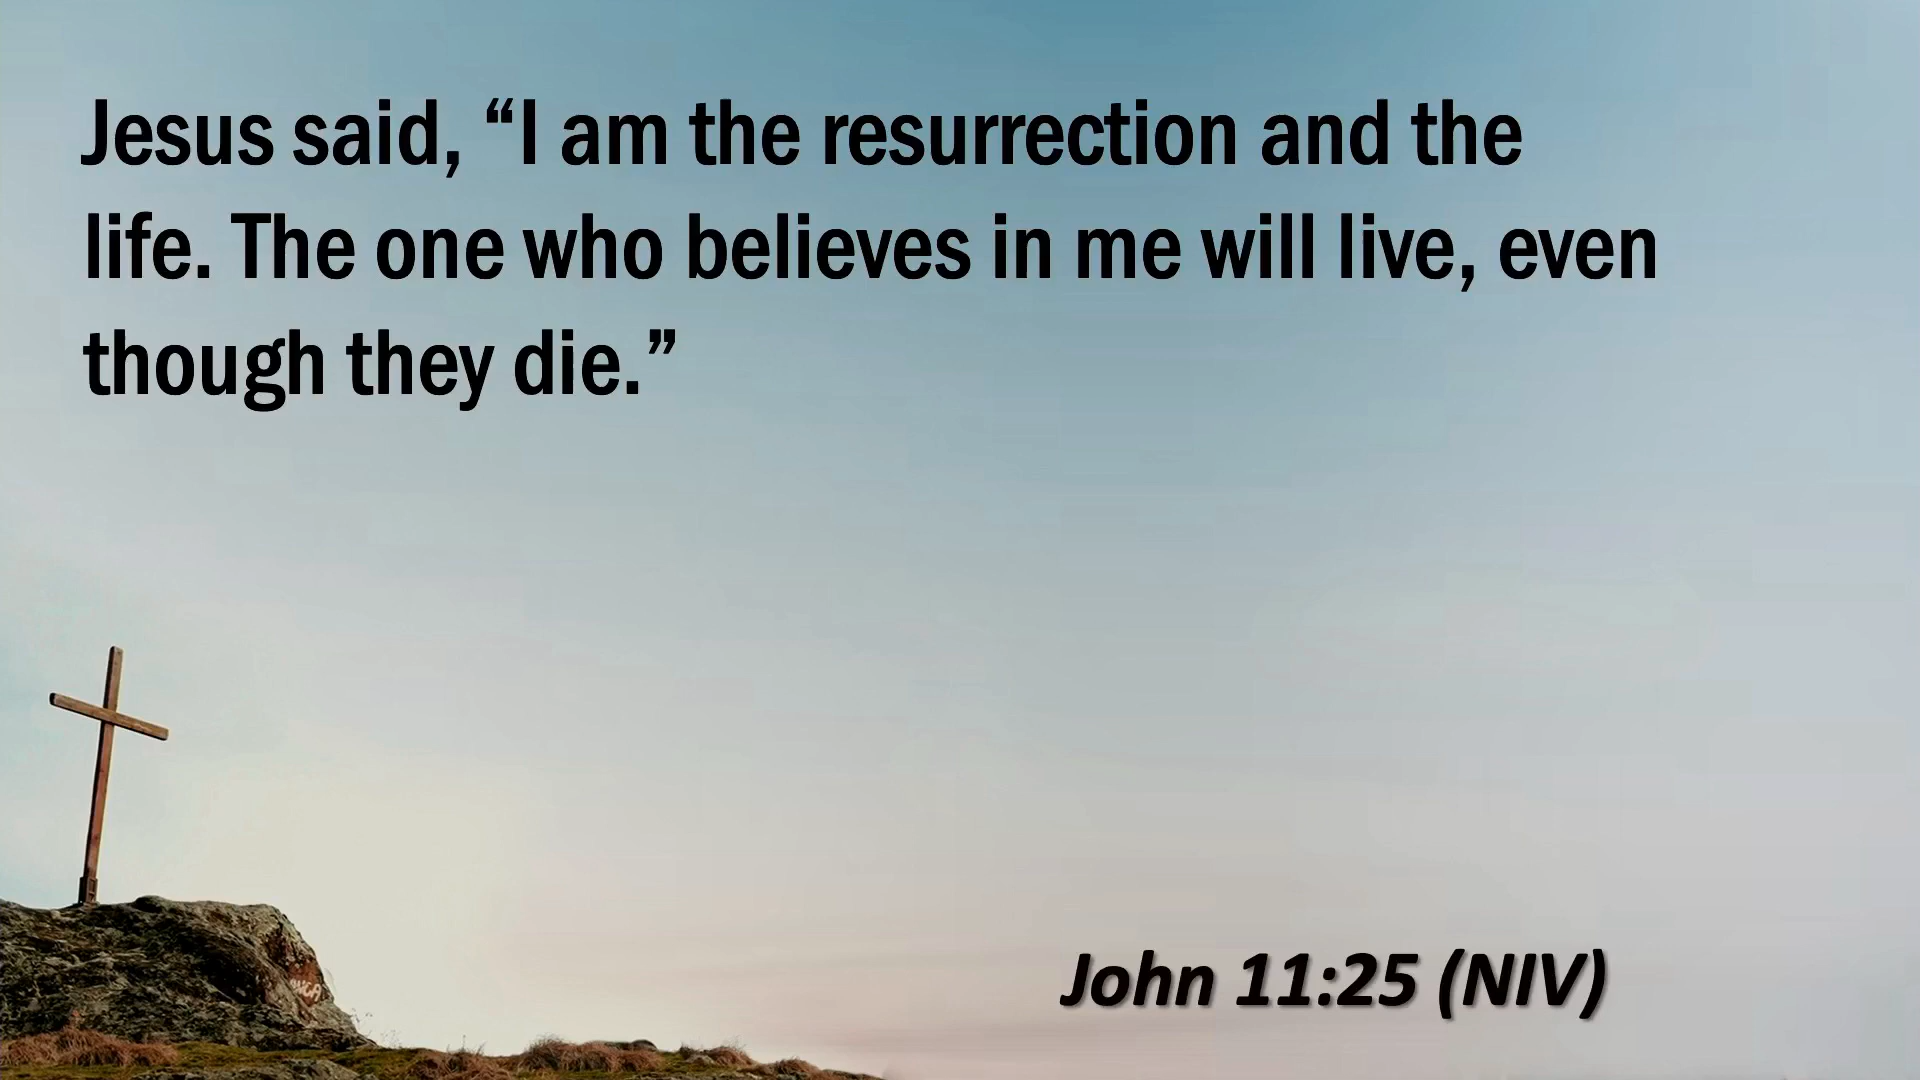 Jesus said, “I am the resurrection and the
life. The one who believes in me will live, even
though they die.”
John 11:25 (NIV)